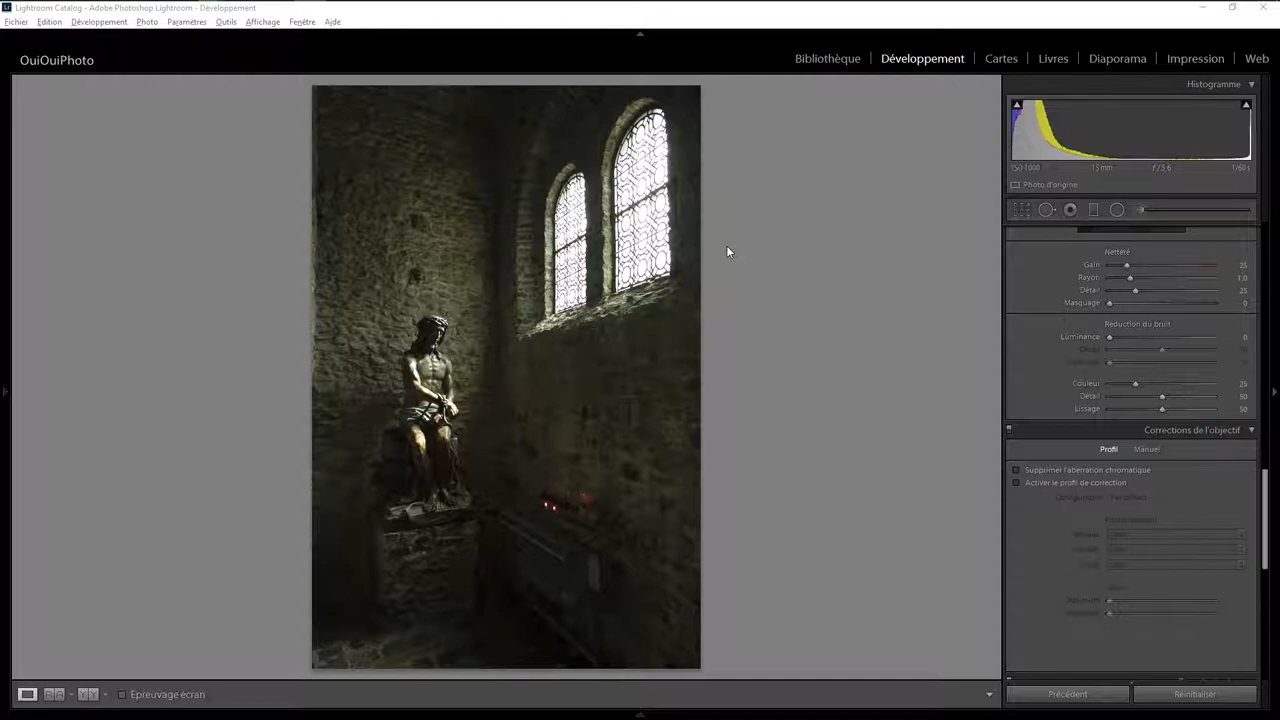 Lightroom Catalog - Adobe Photoshop Lightroom - Développement
Fichier Edition Développement Photo Paramètres Outils Affichage Fenêtre Aide
OuiOuiPhoto
Bibliothèque Développement Cartes Livres Diaporama Impression Web
Histogramme
ISO 1000 15mm f/5,6 1/60s
Photo d'origine
Netteté
Gain 25
Rayon 1,0
Détail 25
Masquage 0
Réduction du bruit
Luminance 0
Couleur 25
Détail 50
Lissage 50
Corrections de l'objectif
Profil Manuel
Supprimer l'aberration chromatique
Activer le profil de correction
Epreuvage écran
Précédent Réinitialiser